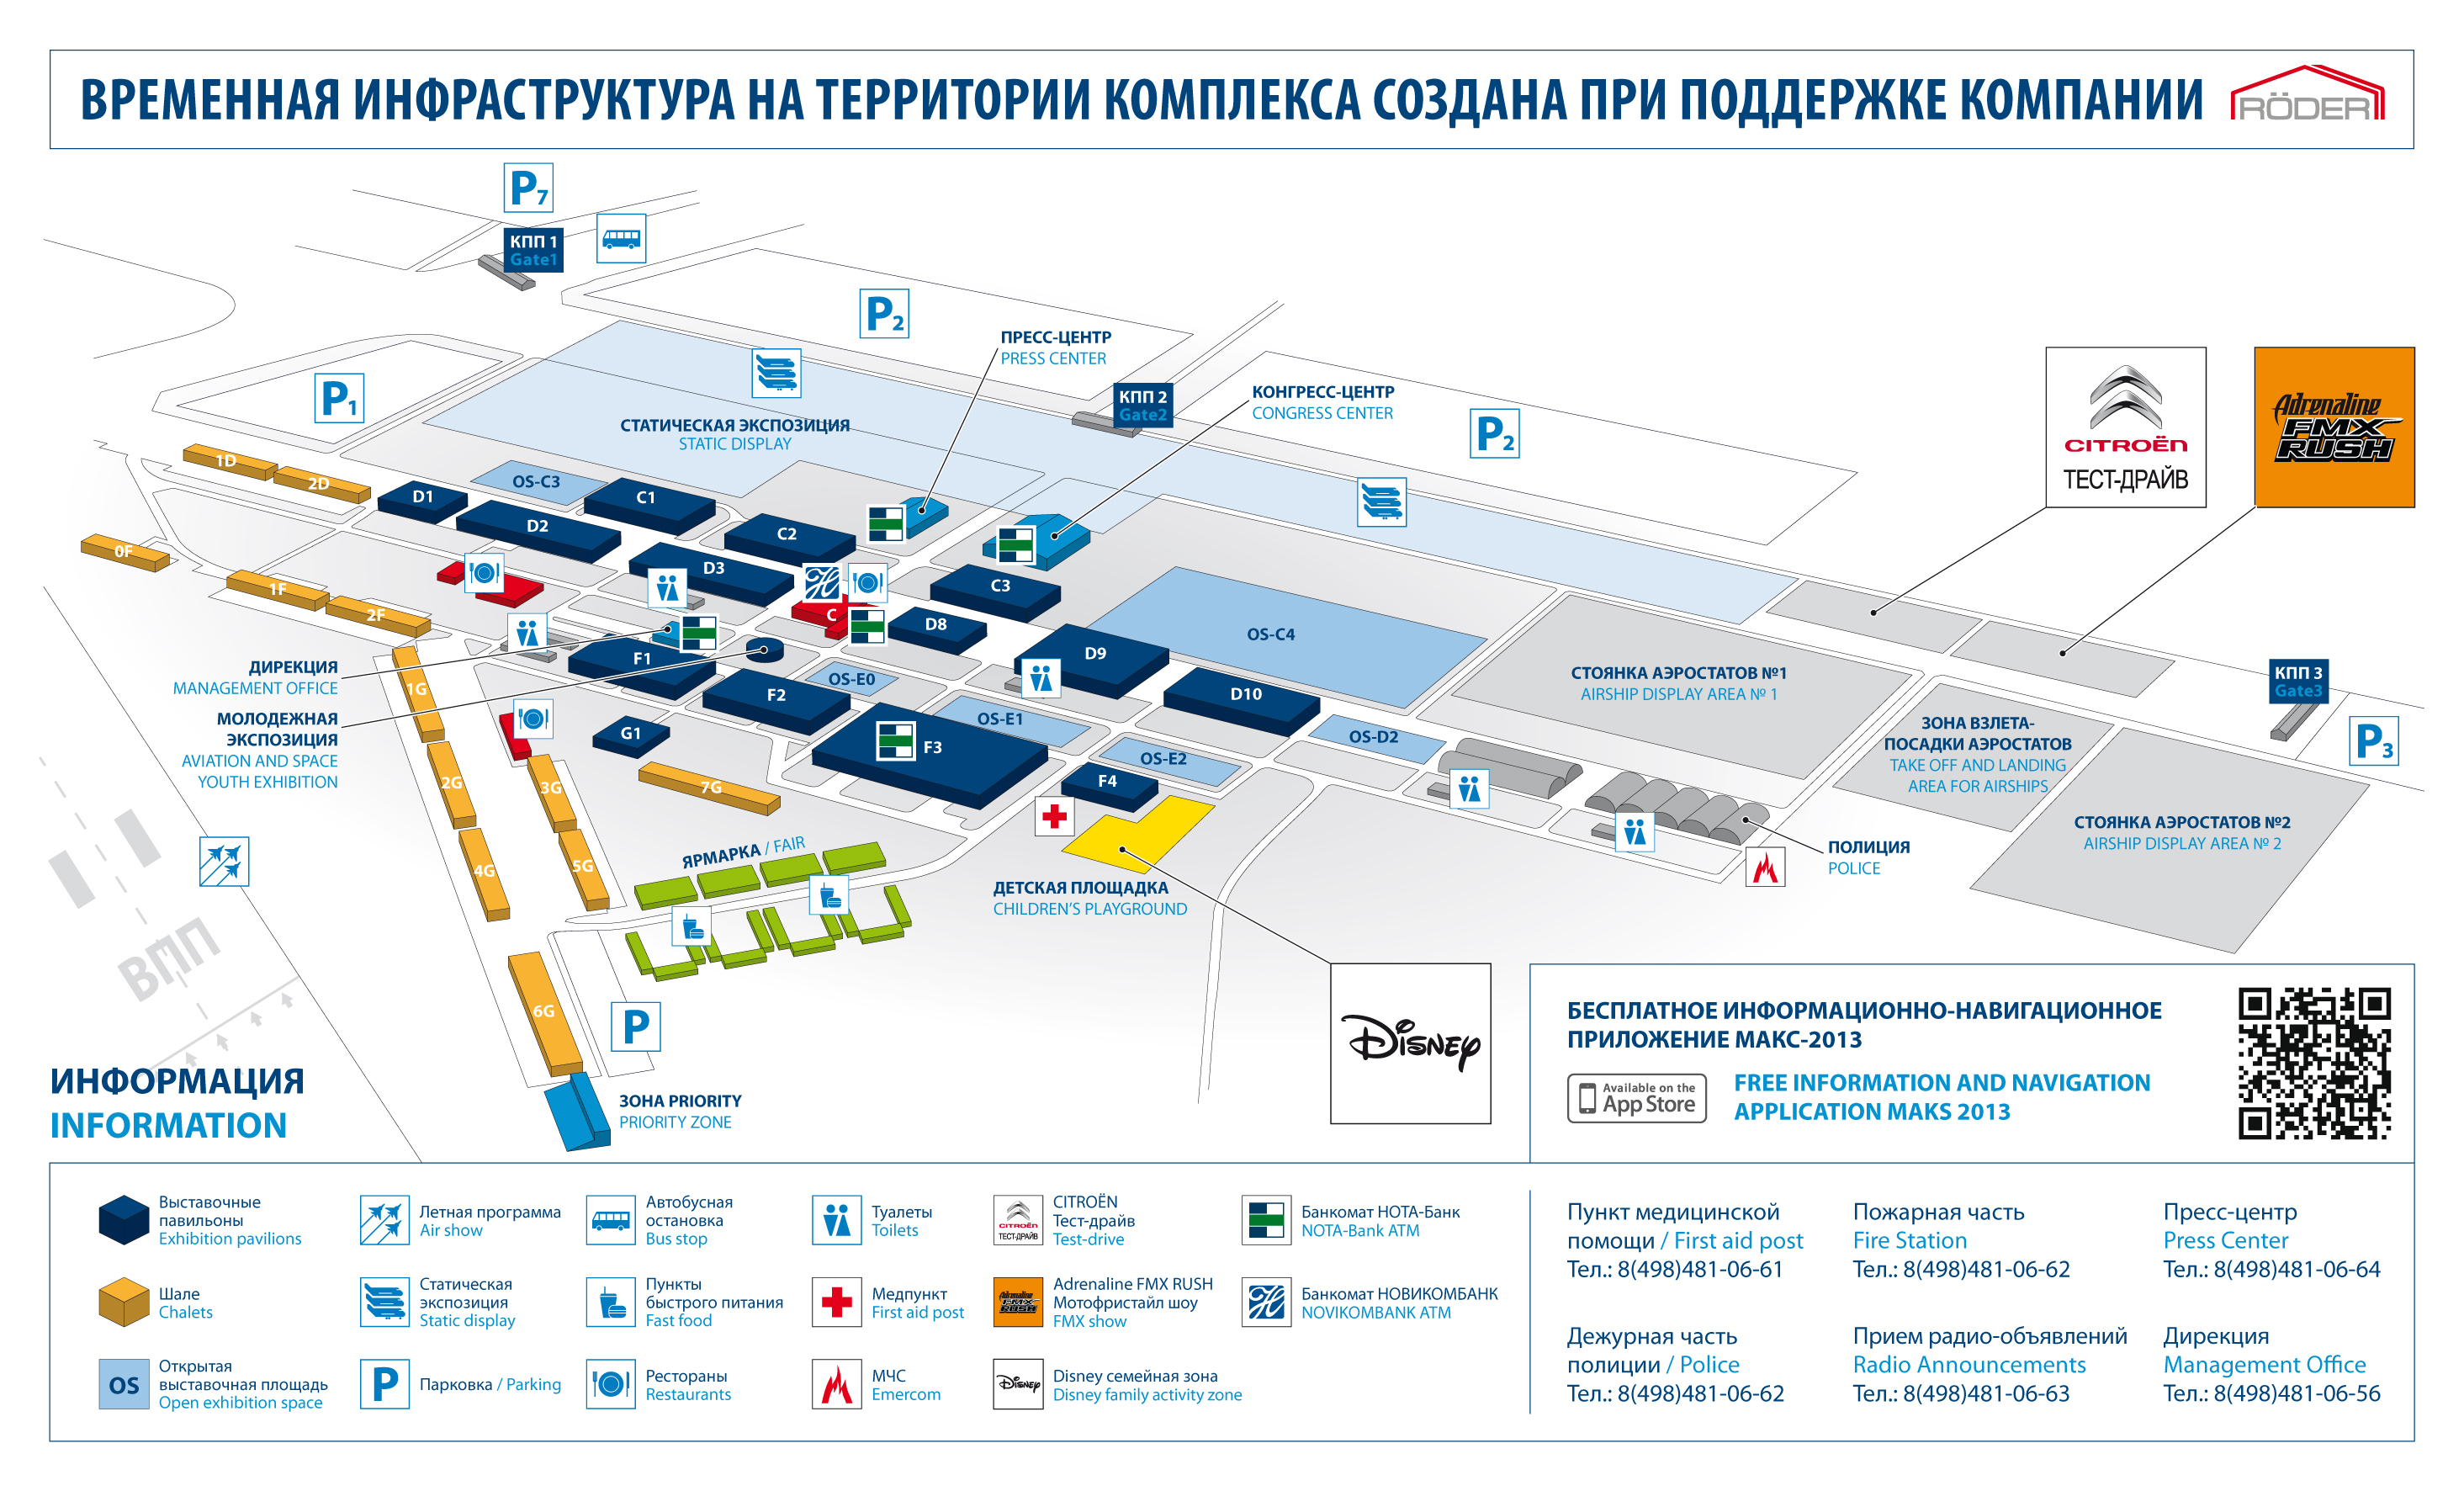 ВРЕМЕННАЯ ИНФРАСТРУКТУРА НА ТЕРРИТОРИИ КОМПЛЕКСА СОЗДАНА ПРИ ПОДДЕРЖКЕ КОМПАНИИ
RÖDER
P7
КПП 1
Gate1
P2
ПРЕСС-ЦЕНТР
PRESS CENTER
P1
КПП 2
Gate2
КОНГРЕСС-ЦЕНТР
CONGRESS CENTER
P2
СТАТИЧЕСКАЯ ЭКСПОЗИЦИЯ
STATIC DISPLAY
CITROËN
ТЕСТ-ДРАЙВ
Adrenaline
FMX
RUSH
1D
2D
D1
OS-C3
C1
D2
C2
0F
1F
2F
D3
C
C3
D8
D9
D10
OS-C4
F1
F2
OS-E0
OS-E1
F3
OS-E2
F4
OS-D2
G1
1G
2G
3G
4G
5G
6G
7G
ДИРЕКЦИЯ
MANAGEMENT OFFICE
МОЛОДЕЖНАЯ
ЭКСПОЗИЦИЯ
AVIATION AND SPACE
YOUTH EXHIBITION
СТОЯНКА АЭРОСТАТОВ №1
AIRSHIP DISPLAY AREA № 1
КПП 3
Gate3
P3
ЗОНА ВЗЛЕТА-
ПОСАДКИ АЭРОСТАТОВ
TAKE OFF AND LANDING
AREA FOR AIRSHIPS
СТОЯНКА АЭРОСТАТОВ №2
AIRSHIP DISPLAY AREA № 2
ПОЛИЦИЯ
POLICE
ЯРМАРКА / FAIR
ДЕТСКАЯ ПЛОЩАДКА
CHILDREN'S PLAYGROUND
ВПП
P
Disney
ЗОНА PRIORITY
PRIORITY ZONE
ИНФОРМАЦИЯ
INFORMATION
БЕСПЛАТНОЕ ИНФОРМАЦИОННО-НАВИГАЦИОННОЕ
ПРИЛОЖЕНИЕ МАКС-2013
Available on the
App Store
FREE INFORMATION AND NAVIGATION
APPLICATION MAKS 2013
Выставочные
павильоны
Exhibition pavilions
Шале
Chalets
OS
Открытая
выставочная площадь
Open exhibition space
Летная программа
Air show
Статическая
экспозиция
Static display
P
Парковка / Parking
Автобусная
остановка
Bus stop
Пункты
быстрого питания
Fast food
Рестораны
Restaurants
Туалеты
Toilets
Медпункт
First aid post
МЧС
Emercom
CITROËN
ТЕСТ-ДРАЙВ
CITROËN
Тест-драйв
Test-drive
Adrenaline
FMX
RUSH
Adrenaline FMX RUSH
Мотофристайл шоу
FMX show
Disney
Disney семейная зона
Disney family activity zone
Банкомат НОТА-Банк
NOTA-Bank ATM
Банкомат НОВИКОМБАНК
NOVIKOMBANK ATM
Пункт медицинской
помощи / First aid post
Тел.: 8(498)481-06-61
Пожарная часть
Fire Station
Тел.: 8(498)481-06-62
Пресс-центр
Press Center
Тел.: 8(498)481-06-64
Дежурная часть
полиции / Police
Тел.: 8(498)481-06-62
Прием радио-объявлений
Radio Announcements
Тел.: 8(498)481-06-63
Дирекция
Management Office
Тел.: 8(498)481-06-56